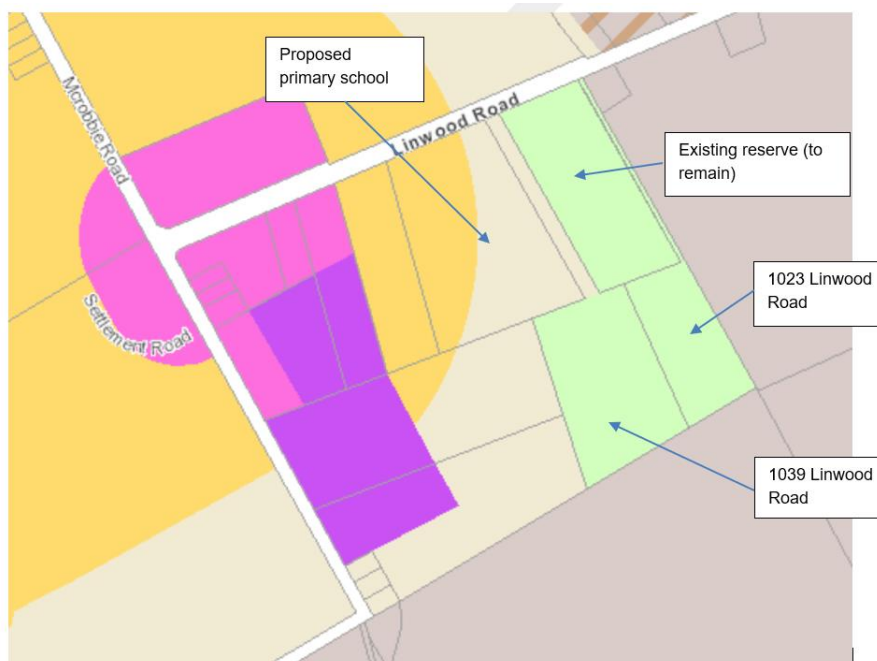 Proposed
primary school
Mcrobbie Road
Linwood Road
Existing reserve (to
remain)
1023 Linwood
Road
Settlement Road
1039 Linwood
Road